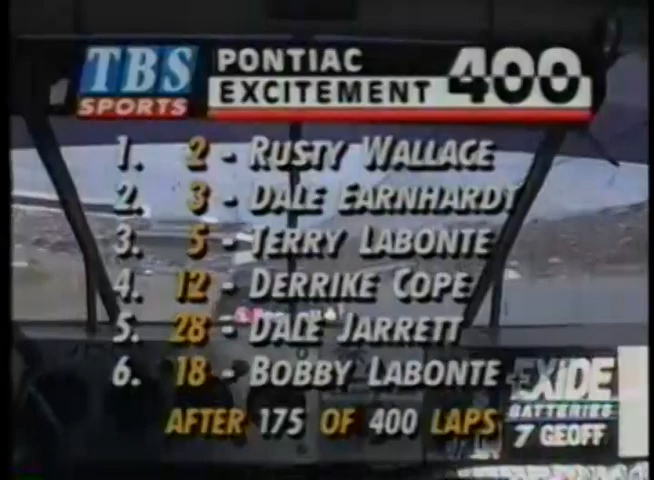 TBS
SPORTS
PONTIAC
EXCITEMENT 400
1. 2 - RUSTY WALLACE
2. 3 - DALE EARNHARDT
3. 5 - TERRY LABONTE
4. 12 - DERRIKE COPE
5. 28 - DALE JARRETT
6. 18 - BOBBY LABONTE
AFTER 175 OF 400 LAPS
EXIDE
BATTERIES
7 GEOFF